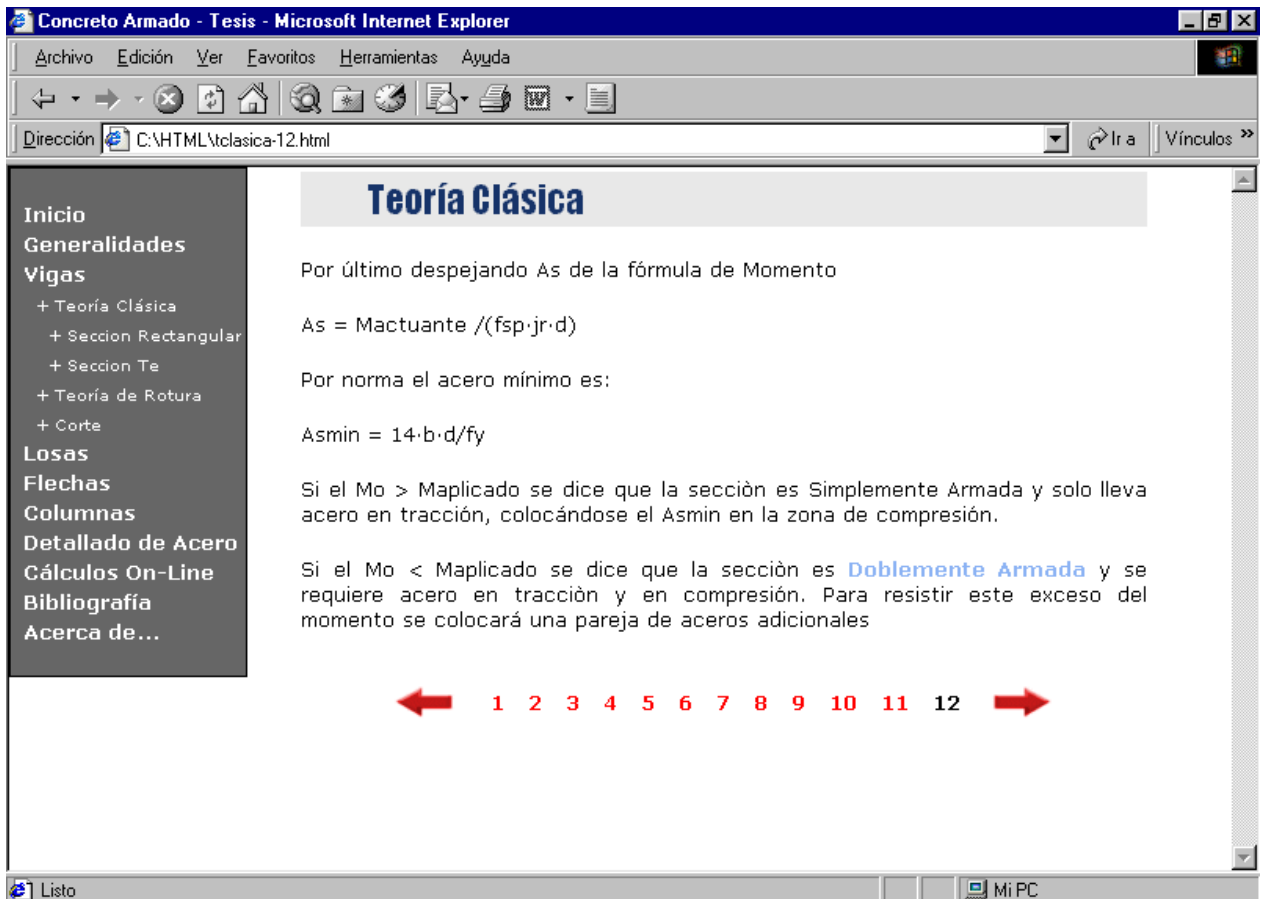 Concreto Armado - Tesis - Microsoft Internet Explorer
Archivo Edición Ver Favoritos Herramientas Ayuda
Dirección C:\HTML\tclasica-12.html Ir a Vínculos »
Inicio
Generalidades
Vigas
+ Teoría Clásica
+ Seccion Rectangular
+ Seccion Te
+ Teoría de Rotura
+ Corte
Losas
Flechas
Columnas
Detallado de Acero
Cálculos On-Line
Bibliografía
Acerca de...
Teoría Clásica
Por último despejando As de la fórmula de Momento
As = Mactuante /(fsp·jr·d)
Por norma el acero mínimo es:
Asmin = 14·b·d/fy
Si el Mo > Maplicado se dice que la secciòn es Simplemente Armada y solo lleva
acero en tracción, colocándose el Asmin en la zona de compresión.
Si el Mo < Maplicado se dice que la secciòn es Doblemente Armada y se
requiere acero en tracciòn y en compresión. Para resistir este exceso del
momento se colocará una pareja de aceros adicionales
1 2 3 4 5 6 7 8 9 10 11 12
Listo Mi PC